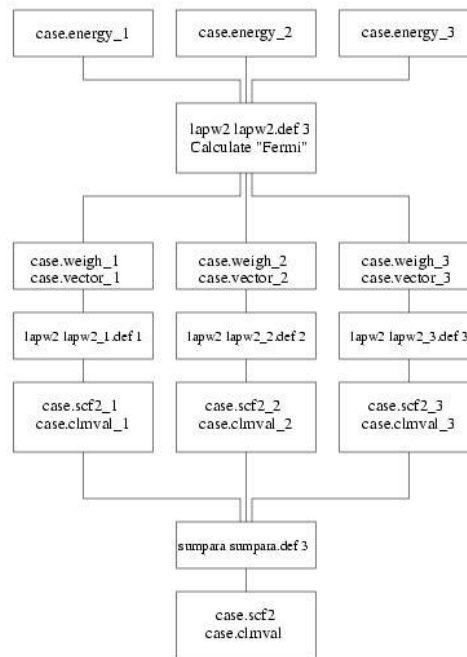 case.energy_1
case.energy_2
case.energy_3
lapw2 lapw2.def 3
Calculate "Fermi"
case.weigh_1
case.vector_1
case.weigh_2
case.vector_2
case.weigh_3
case.vector_3
lapw2 lapw2_1.def 1
lapw2 lapw2_2.def 2
lapw2 lapw2_3.def 3
case.scf2_1
case.clmval_1
case.scf2_2
case.clmval_2
case.scf2_3
case.clmval_3
sumpara sumpara.def 3
case.scf2
case.clmval